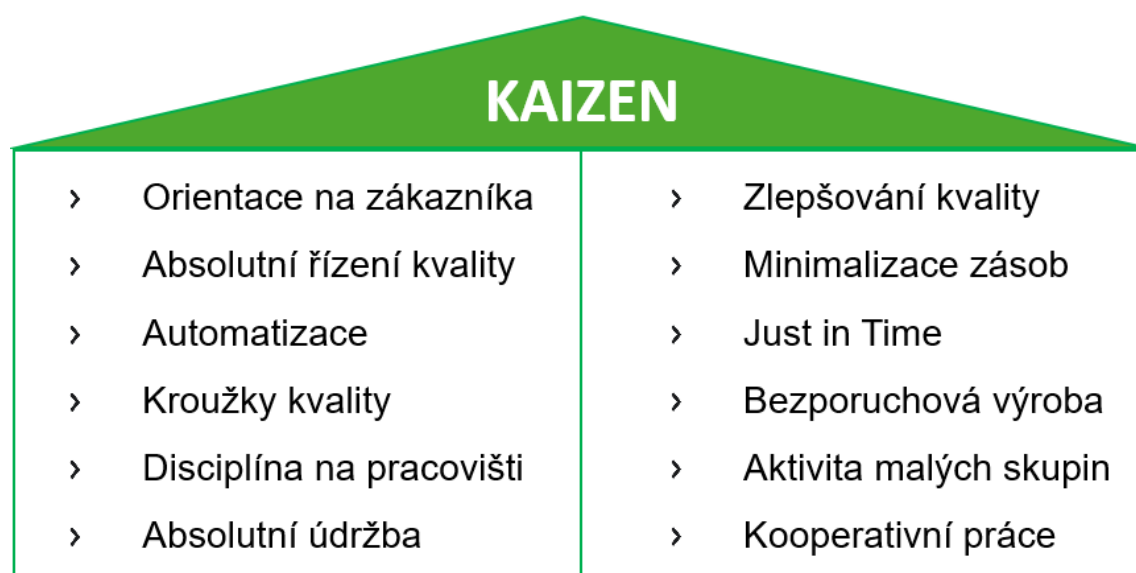 KAIZEN
› Orientace na zákazníka
› Absolutní řízení kvality
› Automatizace
› Kroužky kvality
› Disciplína na pracovišti
› Absolutní údržba
› Zlepšování kvality
› Minimalizace zásob
› Just in Time
› Bezporuchová výroba
› Aktivita malých skupin
› Kooperativní práce